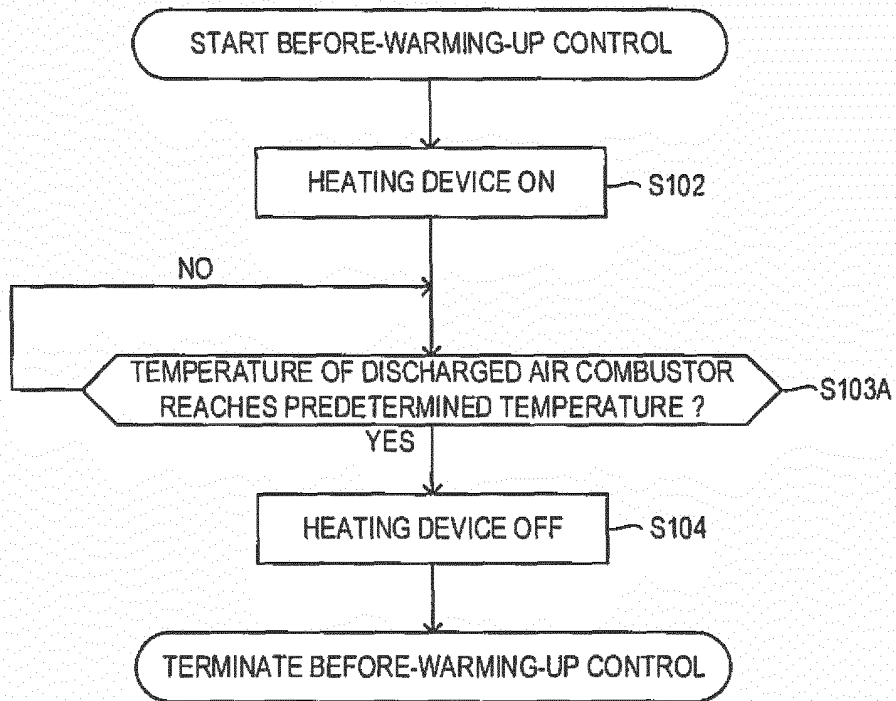 START BEFORE-WARMING-UP CONTROL
HEATING DEVICE ON
S102
NO
TEMPERATURE OF DISCHARGED AIR COMBUSTOR
REACHES PREDETERMINED TEMPERATURE ?
S103A
YES
HEATING DEVICE OFF
S104
TERMINATE BEFORE-WARMING-UP CONTROL